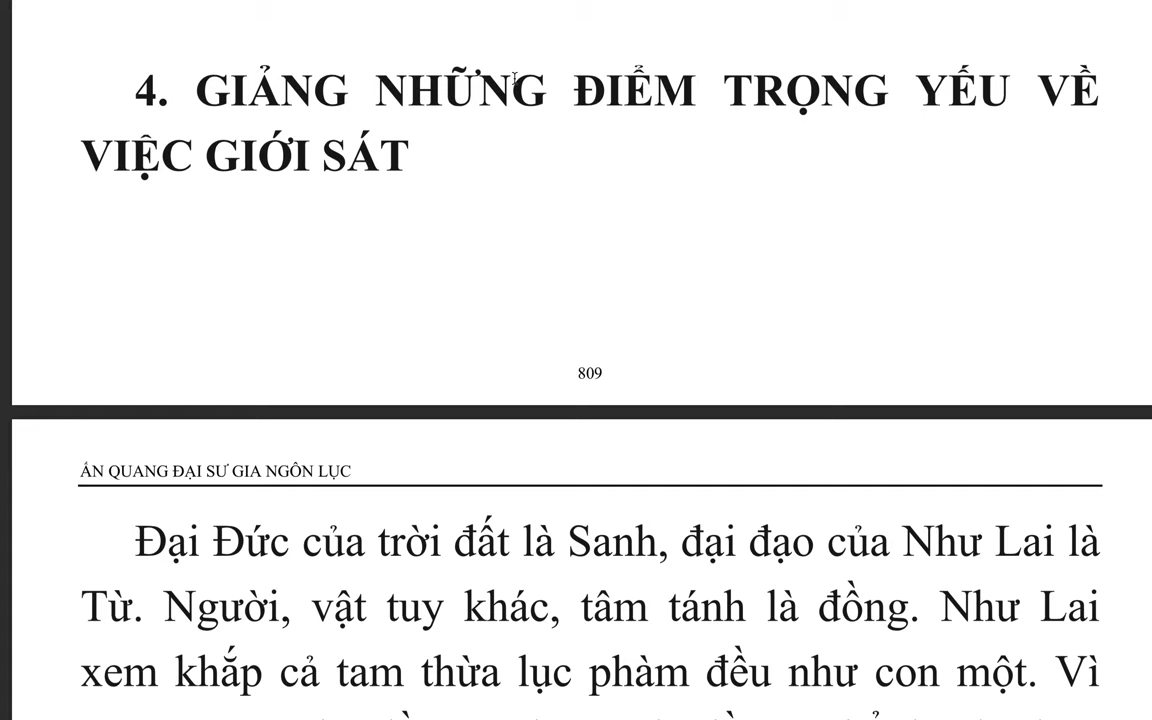 4. GIẢNG NHỮNG ĐIỂM TRỌNG YẾU VỀ
VIỆC GIỚI SÁT
809
ẤN QUANG ĐẠI SƯ GIA NGÔN LỤC
Đại Đức của trời đất là Sanh, đại đạo của Như Lai là
Từ. Người, vật tuy khác, tâm tánh là đồng. Như Lai
xem khắp cả tam thừa lục phàm đều như con một. Vì